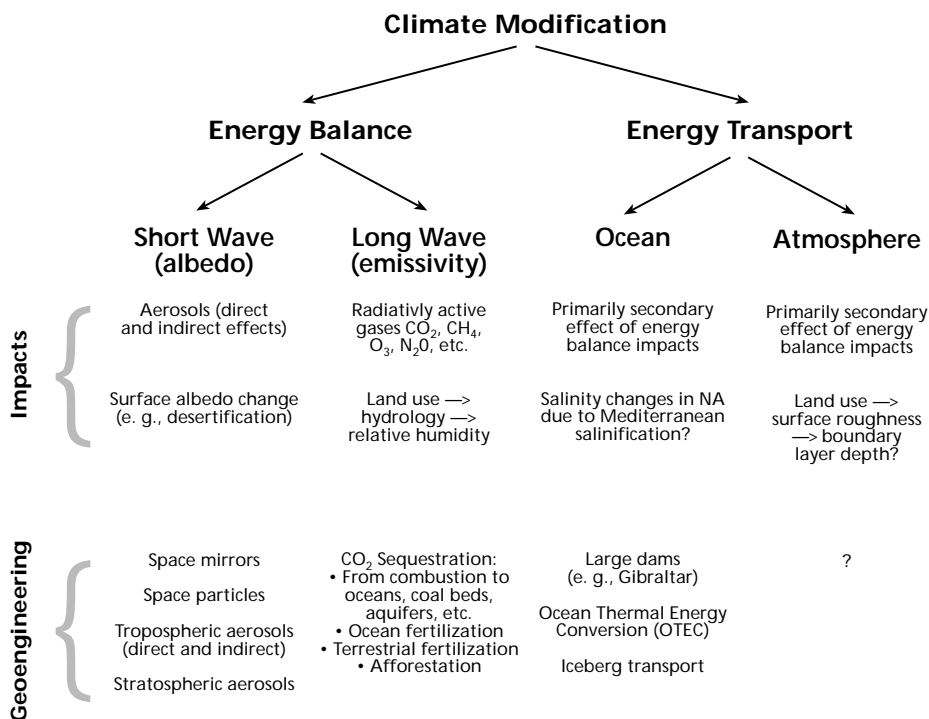 Climate Modification
Energy Balance
Energy Transport
Short Wave
(albedo)
Long Wave
(emissivity)
Ocean
Atmosphere
Impacts
Aerosols (direct
and indirect effects)
Radiativly active
gases CO₂, CH₄,
O₃, N₂0, etc.
Primarily secondary
effect of energy
balance impacts
Primarily secondary
effect of energy
balance impacts
Surface albedo change
(e. g., desertification)
Land use —>
hydrology —>
relative humidity
Salinity changes in NA
due to Mediterranean
salinification?
Land use —>
surface roughness
—> boundary
layer depth?
Geoengineering
Space mirrors
Space particles
Tropospheric aerosols
(direct and indirect)
Stratospheric aerosols
CO₂ Sequestration:
• From combustion to
oceans, coal beds,
aquifers, etc.
• Ocean fertilization
• Terrestrial fertilization
• Afforestation
Large dams
(e. g., Gibraltar)
Ocean Thermal Energy
Conversion (OTEC)
Iceberg transport
?